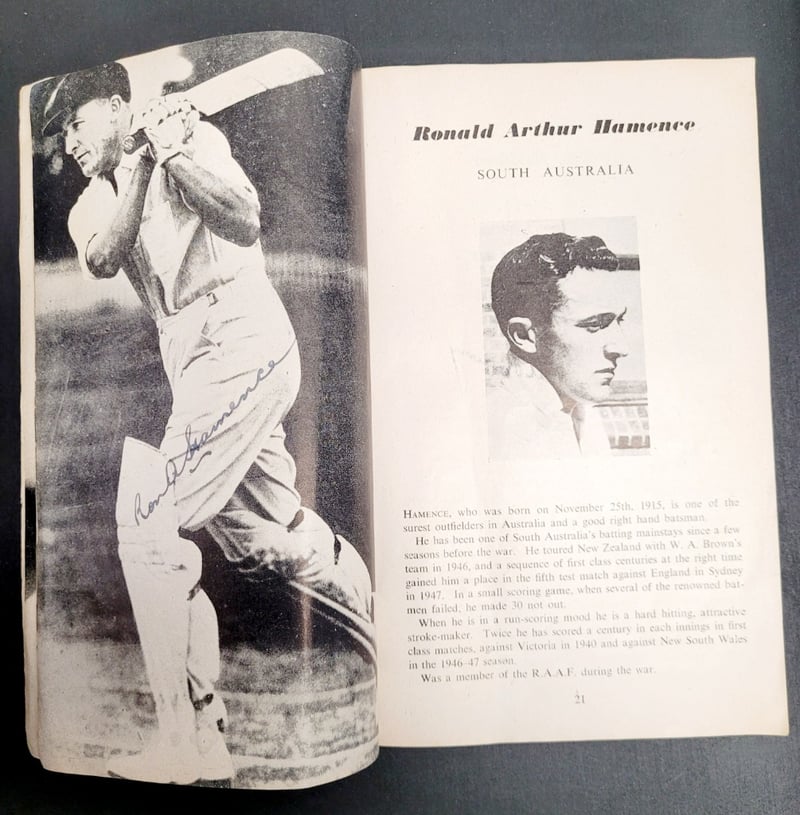 Ron Hamence
Ronald Arthur Hamence
SOUTH AUSTRALIA
HAMENCE, who was born on November 25th, 1915, is one of the
surest outfielders in Australia and a good right hand batsman.
He has been one of South Australia's batting mainstays since a few
seasons before the war. He toured New Zealand with W. A. Brown's
team in 1946, and a sequence of first class centuries at the right time
gained him a place in the fifth test match against England in Sydney
in 1947. In a small scoring game, when several of the renowned bat-
men failed, he made 30 not out.
When he is in a run-scoring mood he is a hard hitting, attractive
stroke-maker. Twice he has scored a century in each innings in first
class matches, against Victoria in 1940 and against New South Wales
in the 1946-47 season.
Was a member of the R.A.A.F. during the war.
21